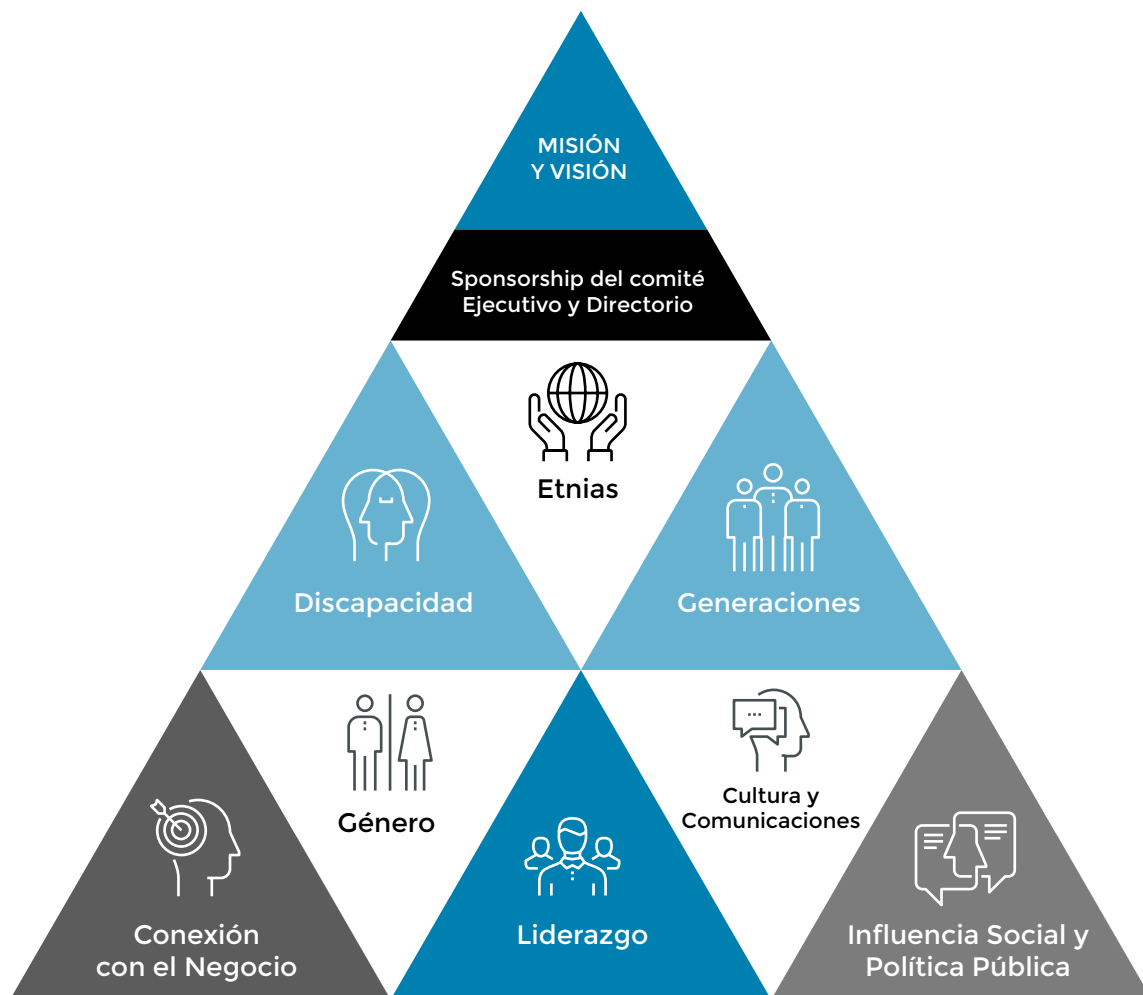 MISIÓN
Y VISIÓN
Sponsorship del comité
Ejecutivo y Directorio
Etnias
Discapacidad
Generaciones
Género
Cultura y
Comunicaciones
Conexión
con el Negocio
Liderazgo
Influencia Social y
Política Pública